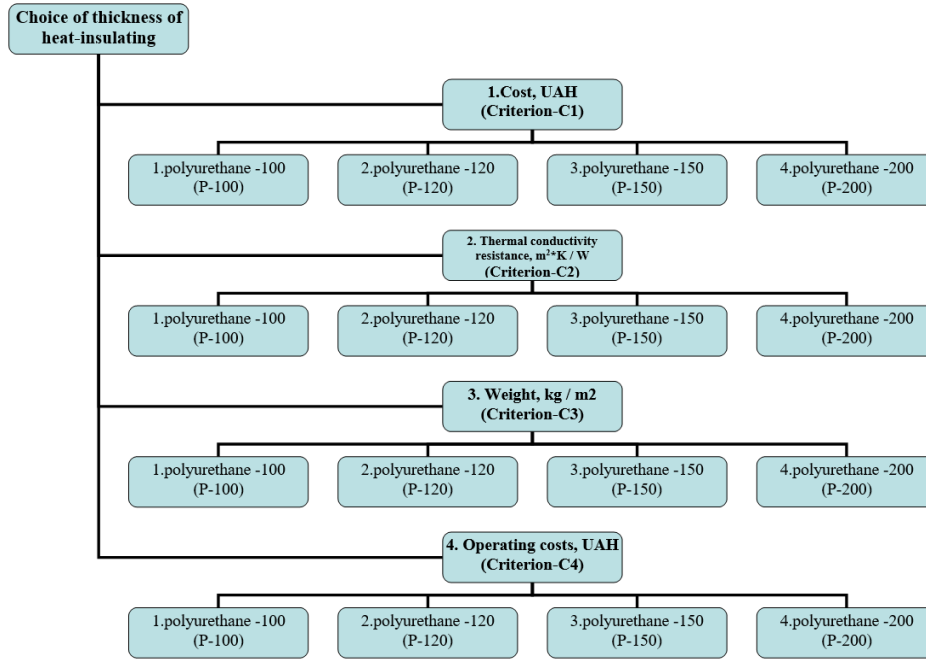 Choice of thickness of
heat-insulating
1.Cost, UAH
(Criterion-C1)
1.polyurethane -100
(P-100)
2.polyurethane -120
(P-120)
3.polyurethane -150
(P-150)
4.polyurethane -200
(P-200)
2. Thermal conductivity
resistance, m²*K / W
(Criterion-C2)
1.polyurethane -100
(P-100)
2.polyurethane -120
(P-120)
3.polyurethane -150
(P-150)
4.polyurethane -200
(P-200)
3. Weight, kg / m2
(Criterion-C3)
1.polyurethane -100
(P-100)
2.polyurethane -120
(P-120)
3.polyurethane -150
(P-150)
4.polyurethane -200
(P-200)
4. Operating costs, UAH
(Criterion-C4)
1.polyurethane -100
(P-100)
2.polyurethane -120
(P-120)
3.polyurethane -150
(P-150)
4.polyurethane -200
(P-200)